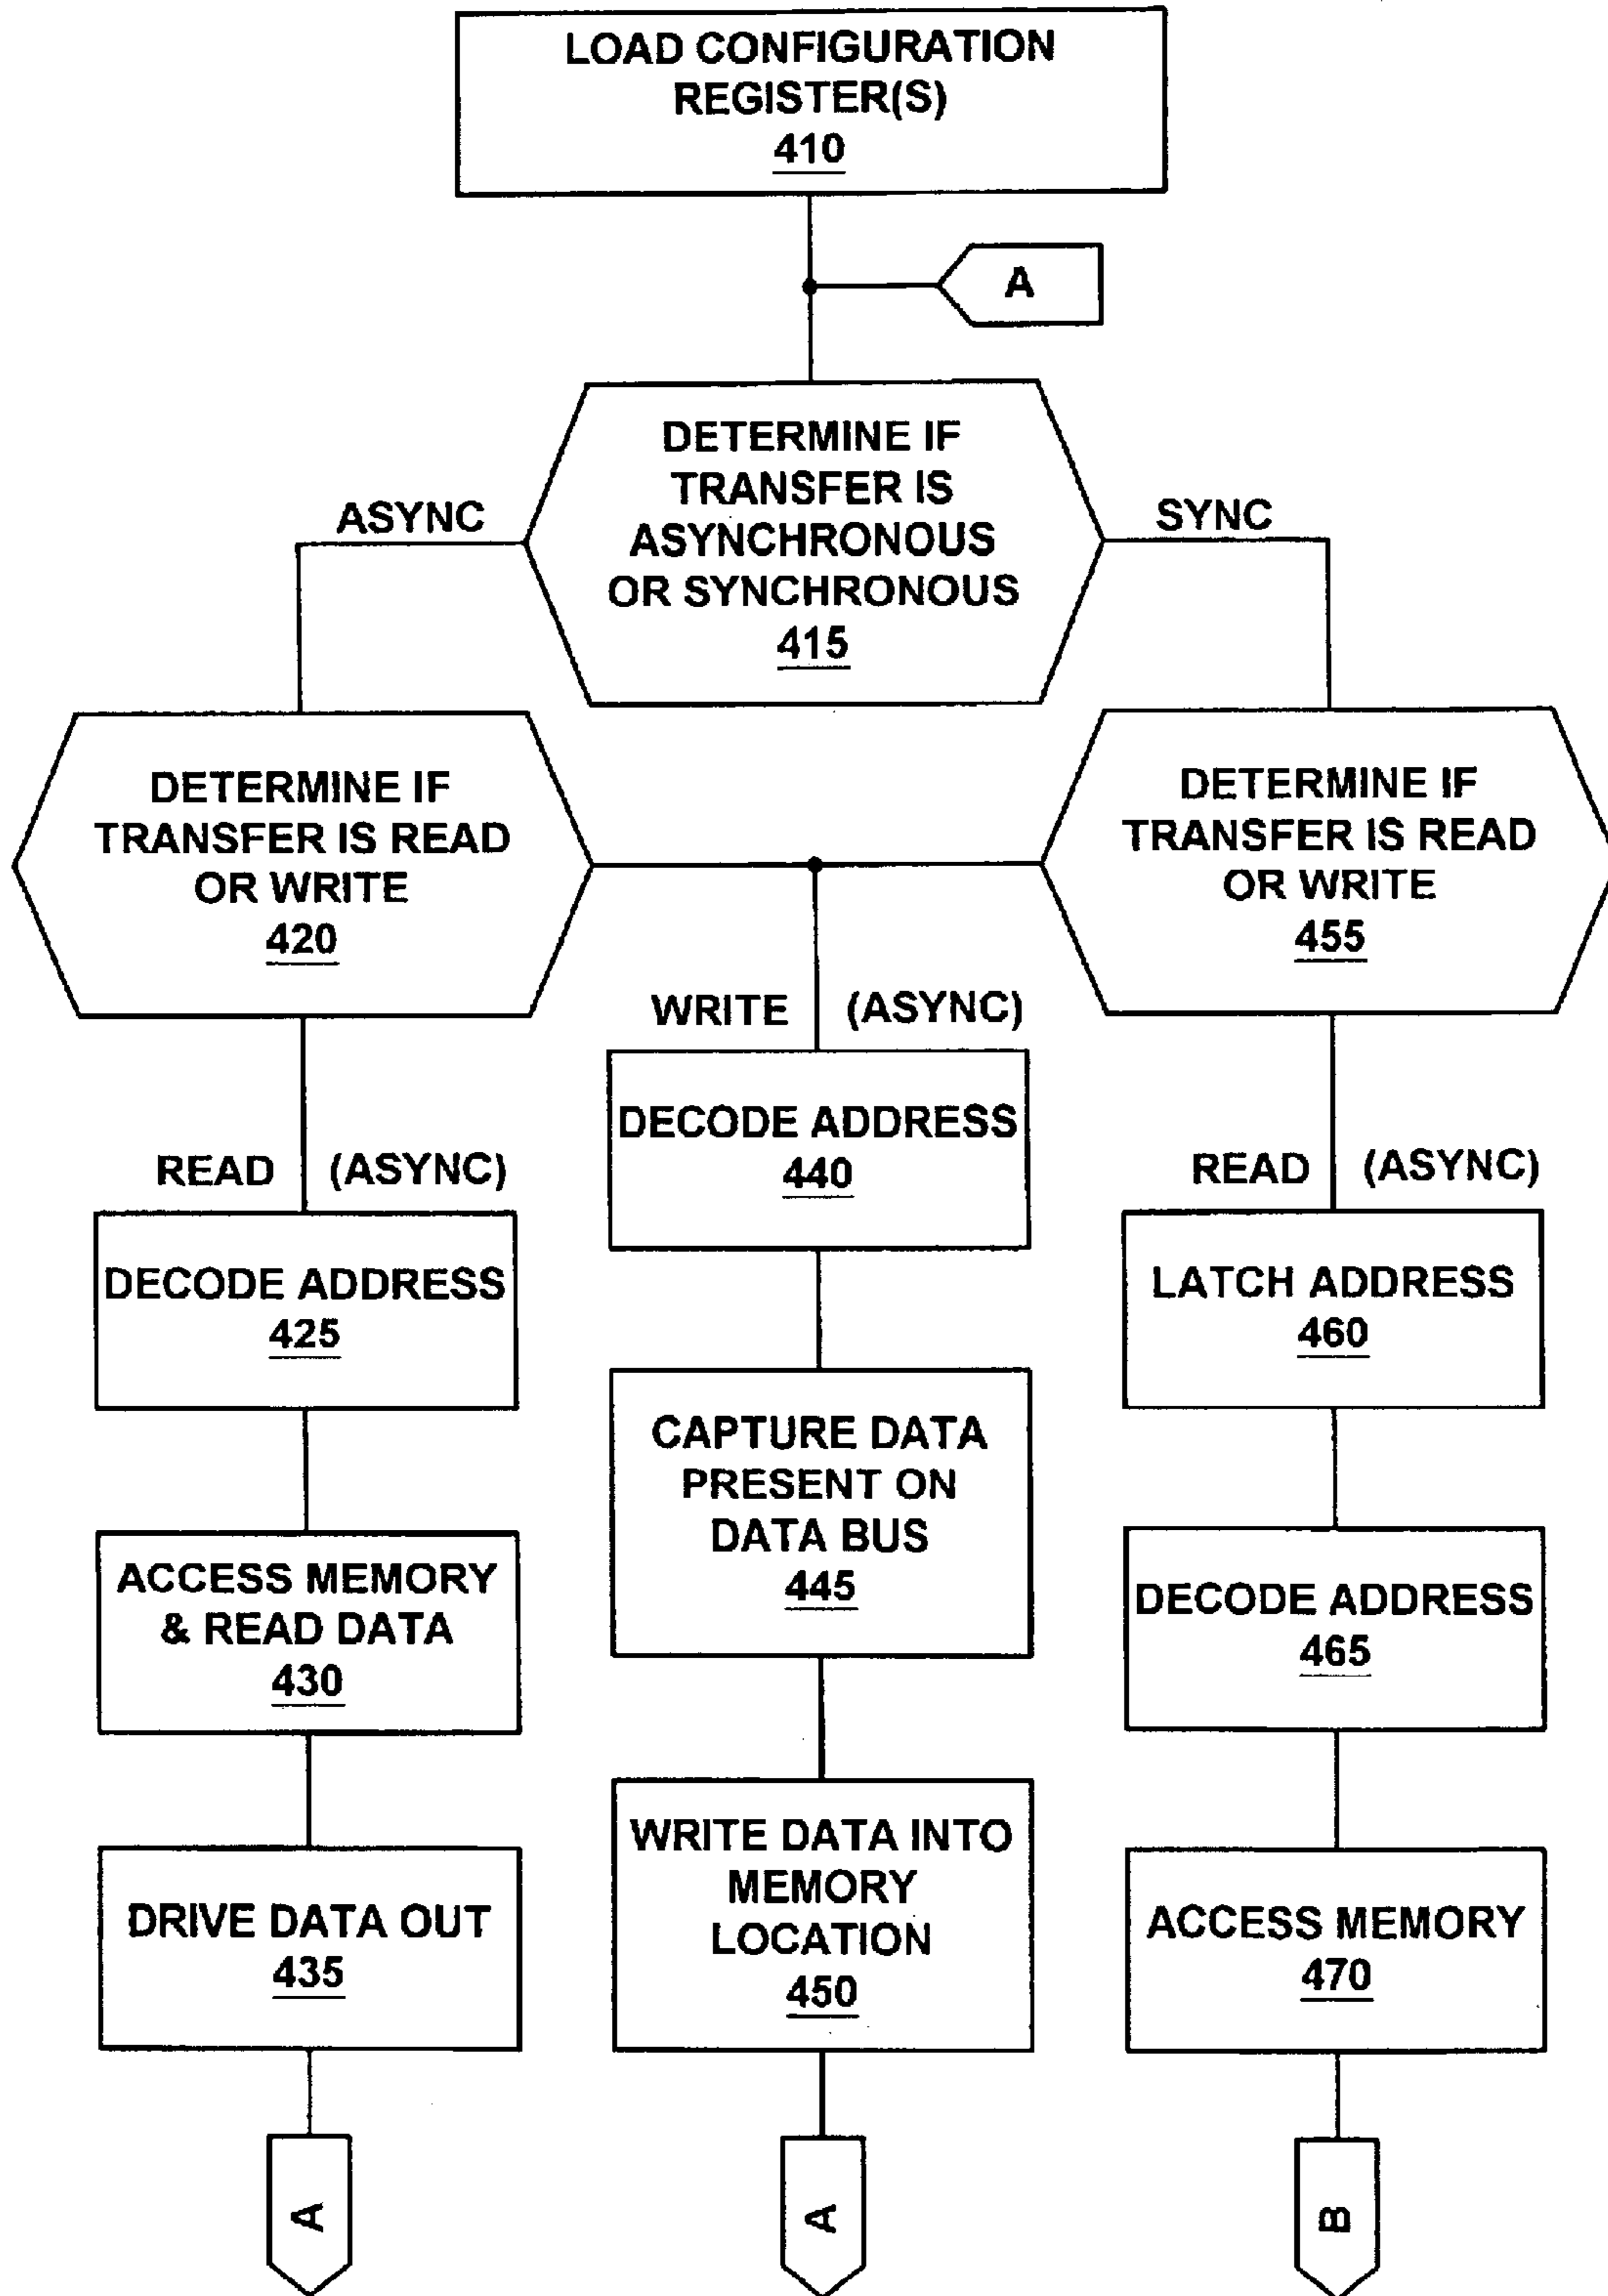 LOAD CONFIGURATION
REGISTER(S)
410
A
DETERMINE IF
TRANSFER IS
ASYNCHRONOUS
OR SYNCHRONOUS
415
ASYNC
SYNC
DETERMINE IF
TRANSFER IS READ
OR WRITE
420
DETERMINE IF
TRANSFER IS READ
OR WRITE
455
WRITE (ASYNC)
READ (ASYNC)
DECODE ADDRESS
425
ACCESS MEMORY
& READ DATA
430
DRIVE DATA OUT
435
A
DECODE ADDRESS
440
CAPTURE DATA
PRESENT ON
DATA BUS
445
WRITE DATA INTO
MEMORY
LOCATION
450
A
READ (ASYNC)
LATCH ADDRESS
460
DECODE ADDRESS
465
ACCESS MEMORY
470
B